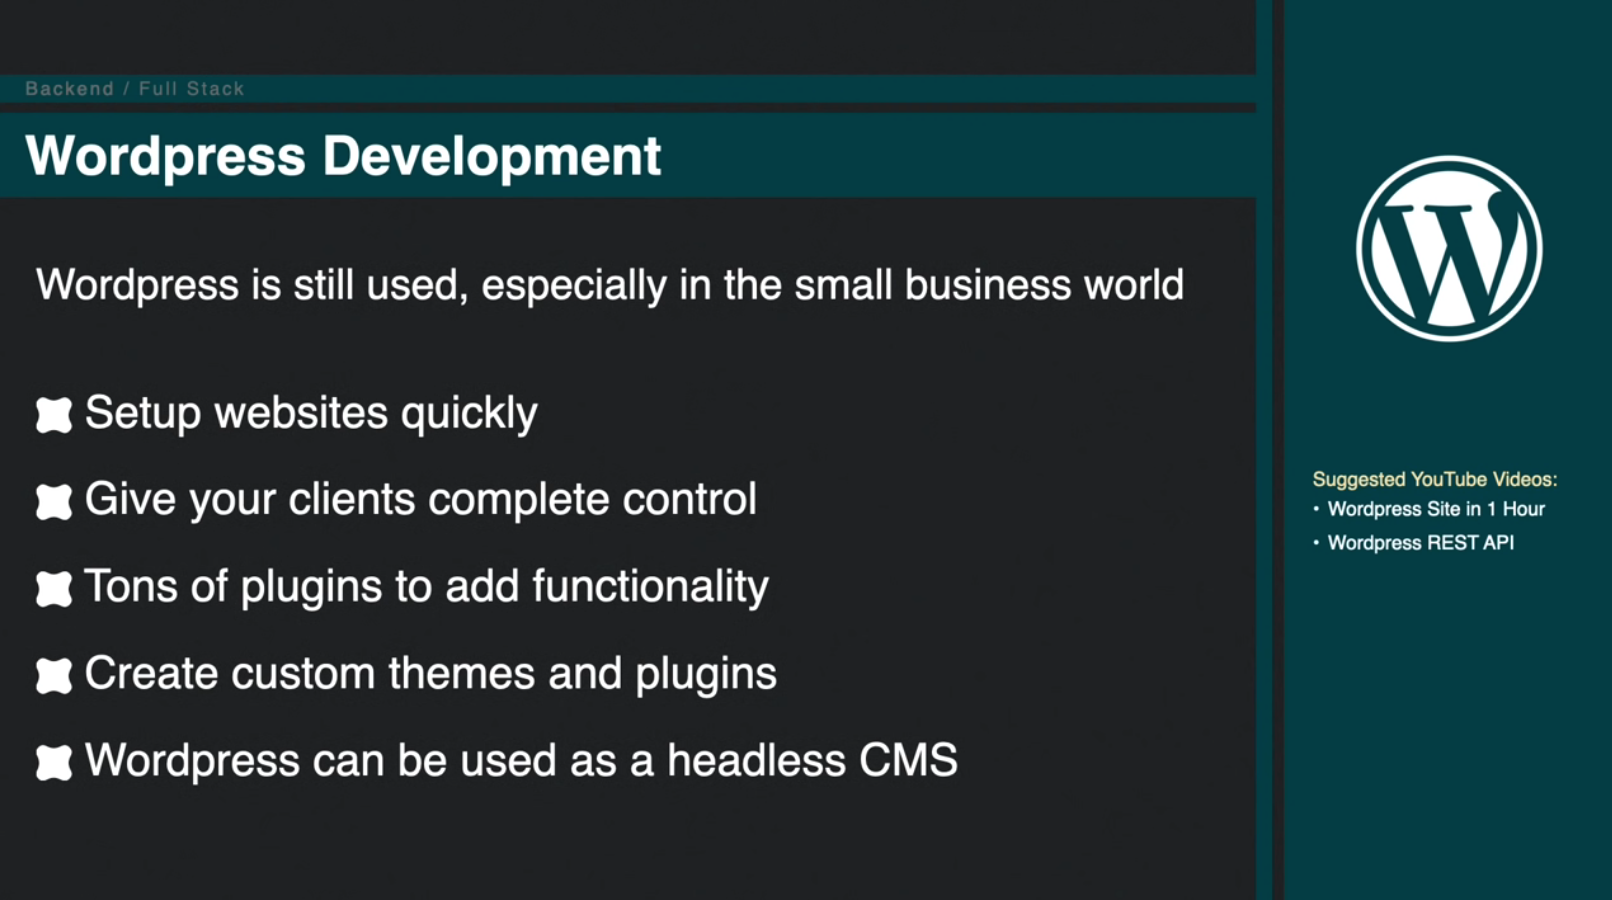 Backend / Full Stack
Wordpress Development
Wordpress is still used, especially in the small business world
Setup websites quickly
Give your clients complete control
Tons of plugins to add functionality
Create custom themes and plugins
Wordpress can be used as a headless CMS
W
Suggested YouTube Videos:
• Wordpress Site in 1 Hour
• Wordpress REST API